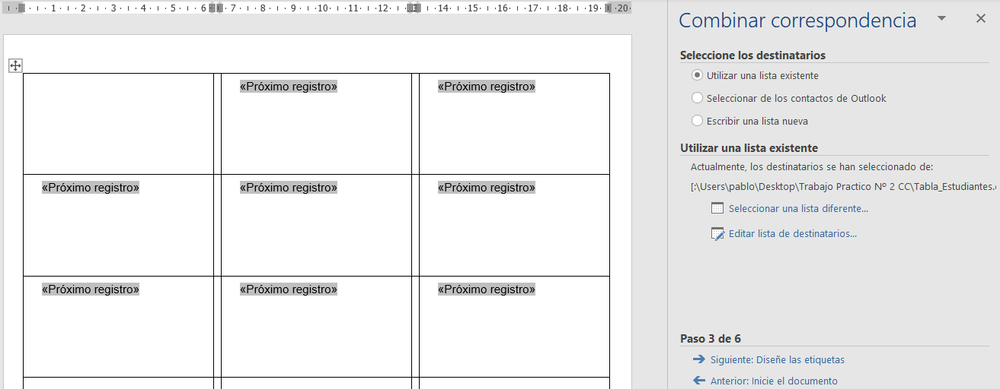 1 2 3 4 5 6 7 8 9 10 11 12 14 15 16 17 18 19 20
«Próximo registro» «Próximo registro»
«Próximo registro» «Próximo registro» «Próximo registro»
«Próximo registro» «Próximo registro» «Próximo registro»
Combinar correspondencia
Seleccione los destinatarios
Utilizar una lista existente
Seleccionar de los contactos de Outlook
Escribir una lista nueva
Utilizar una lista existente
Actualmente, los destinatarios se han seleccionado de:
[:\Users\pablo\Desktop\Trabajo Practico Nº 2 CC\Tabla_Estudiantes.
Seleccionar una lista diferente...
Editar lista de destinatarios...
Paso 3 de 6
Siguiente: Diseñe las etiquetas
Anterior: Inicie el documento